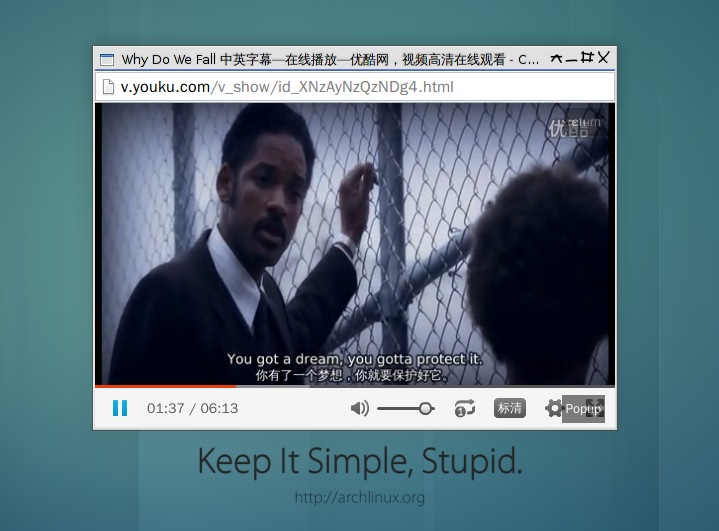 Why Do We Fall 中英字幕—在线播放—优酷网，视频高清在线观看 - C...
v.youku.com/v_show/id_XNzAyNzQzNDg4.html
优酷
You got a dream, you gotta protect it.
你有了一个梦想，你就要保护好它。
01:37 / 06:13
1
标清
Popup
Keep It Simple, Stupid.
http://archlinux.org